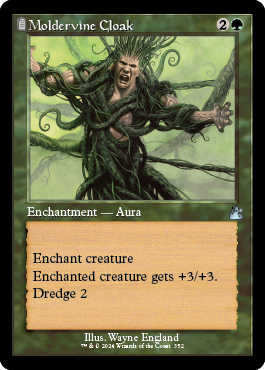 Moldervine Cloak 2
Enchantment — Aura
Enchant creature
Enchanted creature gets +3/+3.
Dredge 2
Illus. Wayne England
™ & © 2024 Wizards of the Coast 352